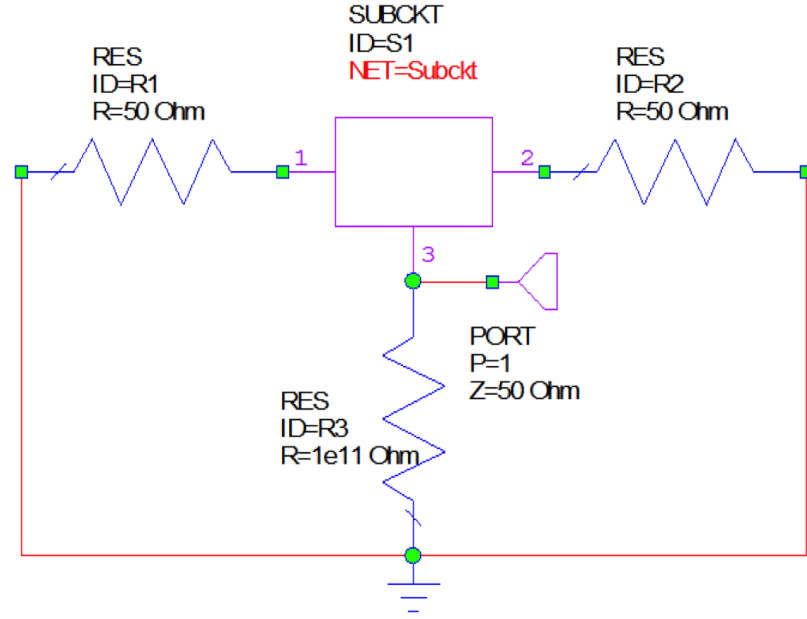 SUBCKT
ID=S1
NET=Subckt
RES
ID=R1
R=50 Ohm
RES
ID=R2
R=50 Ohm
1
2
3
PORT
P=1
Z=50 Ohm
RES
ID=R3
R=1e11 Ohm